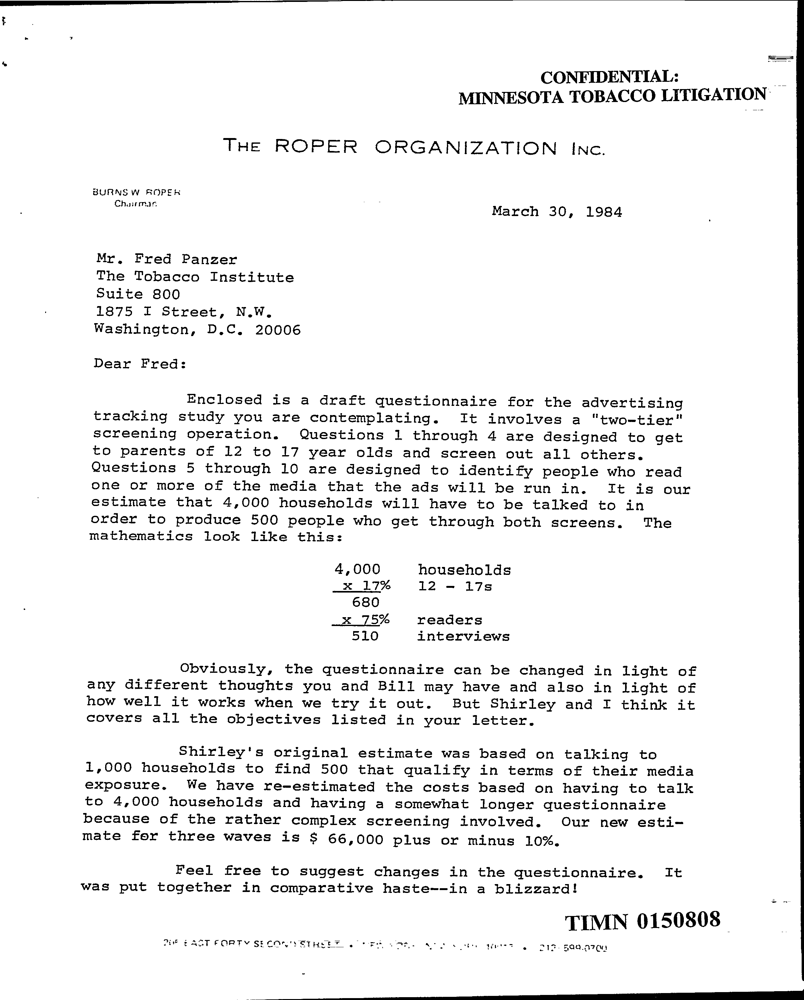 CONFIDENTIAL:
MINNESOTA TOBACCO LITIGATION
THE ROPER ORGANIZATION INC.
BURNS W ROPER
Chairman
March 30, 1984
Mr. Fred Panzer
The Tobacco Institute
Suite 800
1875 I Street, N.W.
Washington, D.C. 20006
Dear Fred:
Enclosed is a draft questionnaire for the advertising
tracking study you are contemplating. It involves a "two-tier"
screening operation. Questions 1 through 4 are designed to get
to parents of 12 to 17 year olds and screen out all others.
Questions 5 through 10 are designed to identify people who read
one or more of the media that the ads will be run in. It is our
estimate that 4,000 households will have to be talked to in
order to produce 500 people who get through both screens. The
mathematics look like this:
4,000 households
x 17% 12 - 17s
680
x 75% readers
510 interviews
Obviously, the questionnaire can be changed in light of
any different thoughts you and Bill may have and also in light of
how well it works when we try it out. But Shirley and I think it
covers all the objectives listed in your letter.
Shirley's original estimate was based on talking to
1,000 households to find 500 that qualify in terms of their media
exposure. We have re-estimated the costs based on having to talk
to 4,000 households and having a somewhat longer questionnaire
because of the rather complex screening involved. Our new esti-
mate for three waves is $ 66,000 plus or minus 10%.
Feel free to suggest changes in the questionnaire. It
was put together in comparative haste--in a blizzard!
TIMN 0150808
EAST FORTY SECOND STREET